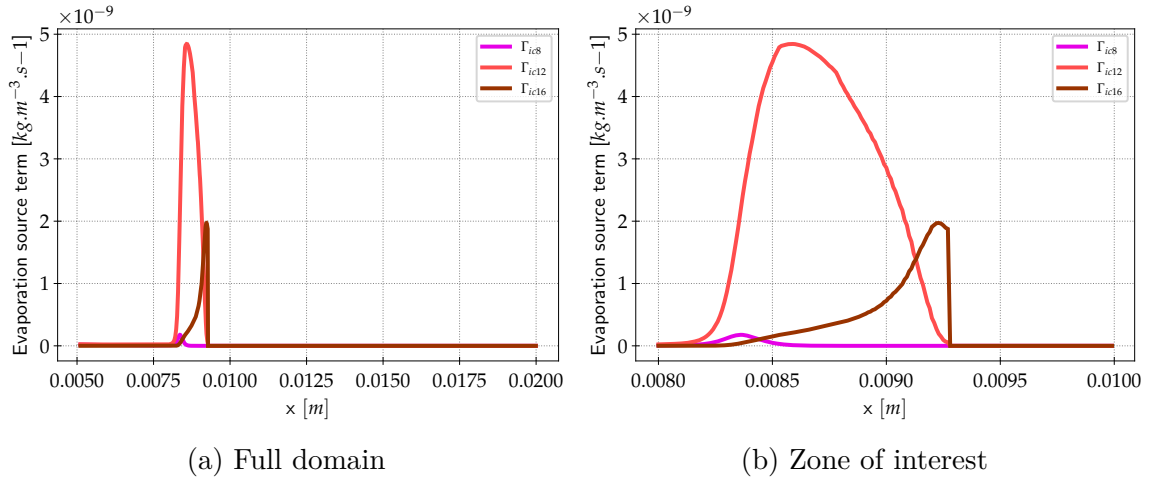 ×10−9
Evaporation source term [kg.m−3.s−1]
5
4
3
2
1
0
Γic8
Γic12
Γic16
0.0050 0.0075 0.0100 0.0125 0.0150 0.0175 0.0200
x [m]
(a) Full domain
×10−9
Evaporation source term [kg.m−3.s−1]
5
4
3
2
1
0
Γic8
Γic12
Γic16
0.0080 0.0085 0.0090 0.0095 0.0100
x [m]
(b) Zone of interest